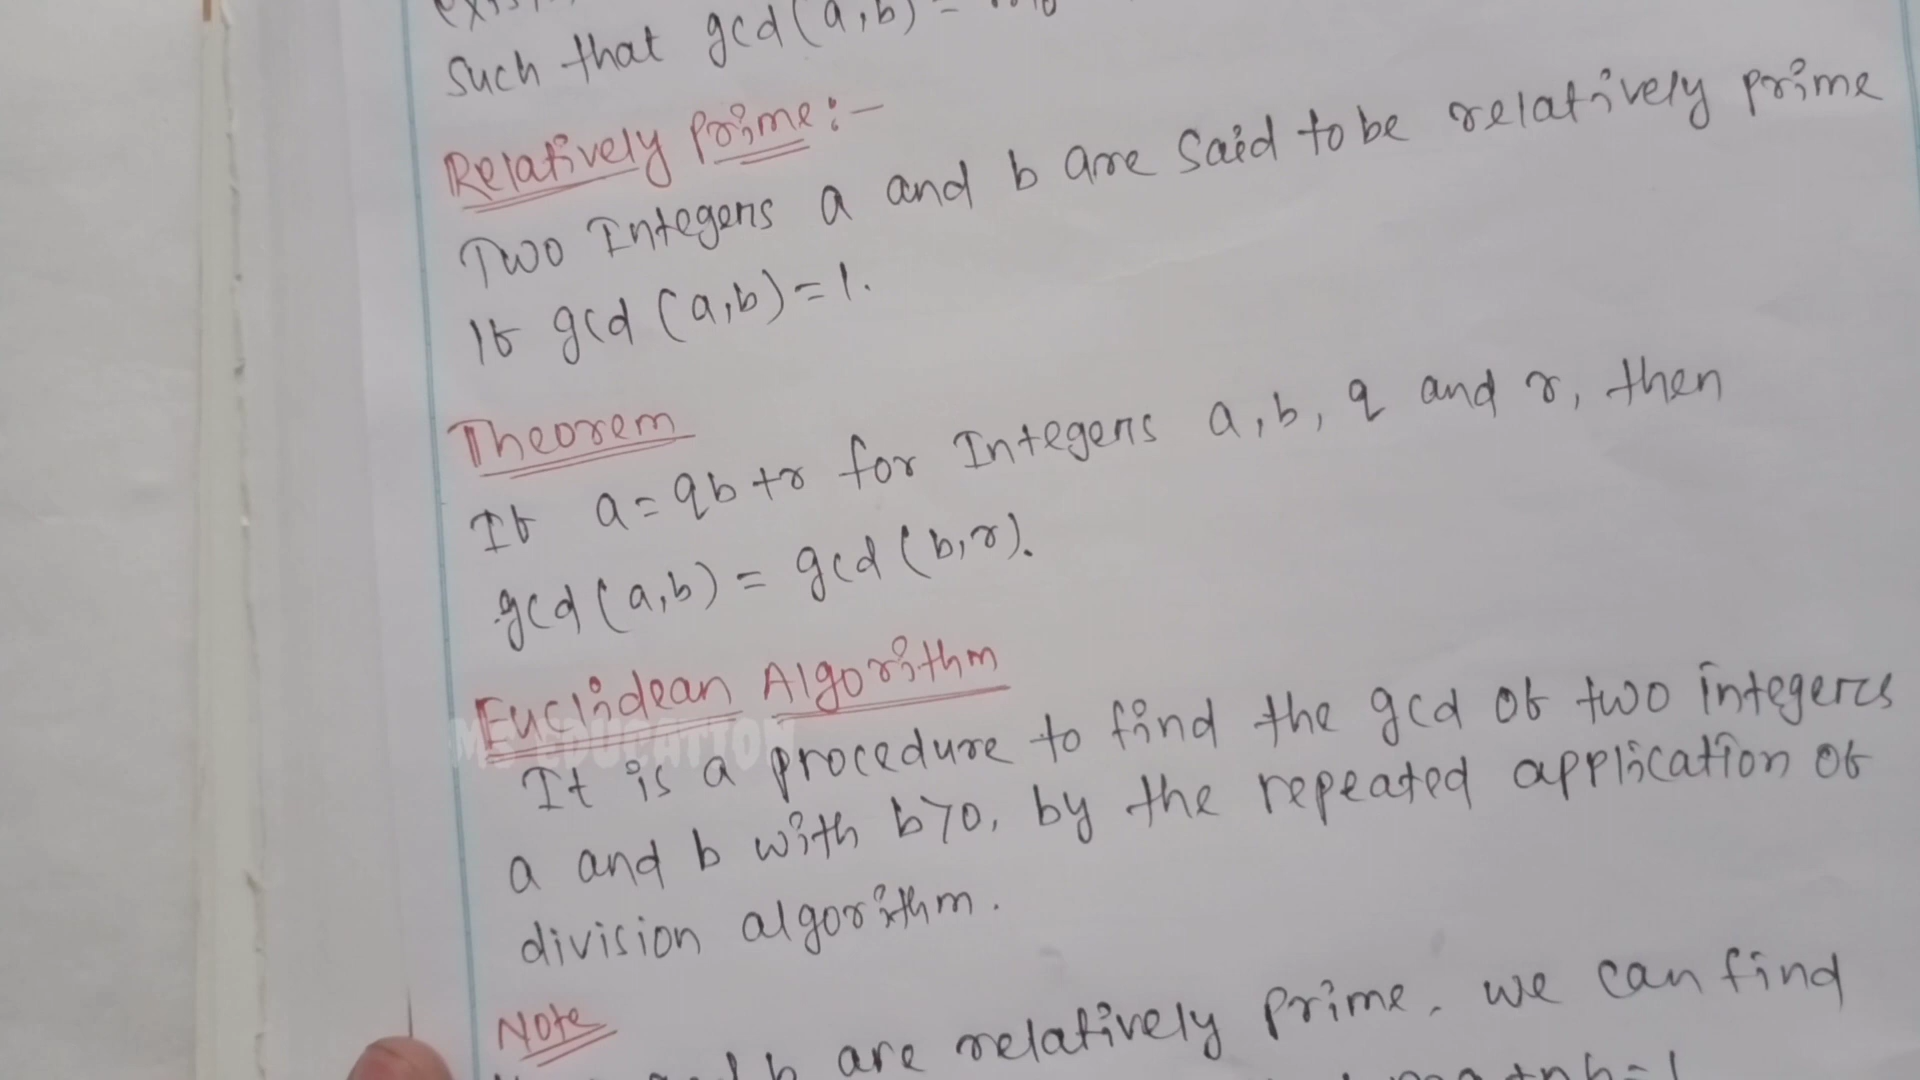 such that gcd(a,b) =
Relatively Prime:-
Two Integers a and b are said to be relatively prime
If gcd (a,b)=1.
Theorem
If a=qb+r for Integers a, b, q and r, then
gcd(a,b) = gcd(b,r).
Euclidean Algorithm
MS EDUCATION
It is a procedure to find the gcd of two integers
a and b with b>0, by the repeated application of
division algorithm.
Note
b are relatively prime. we can find